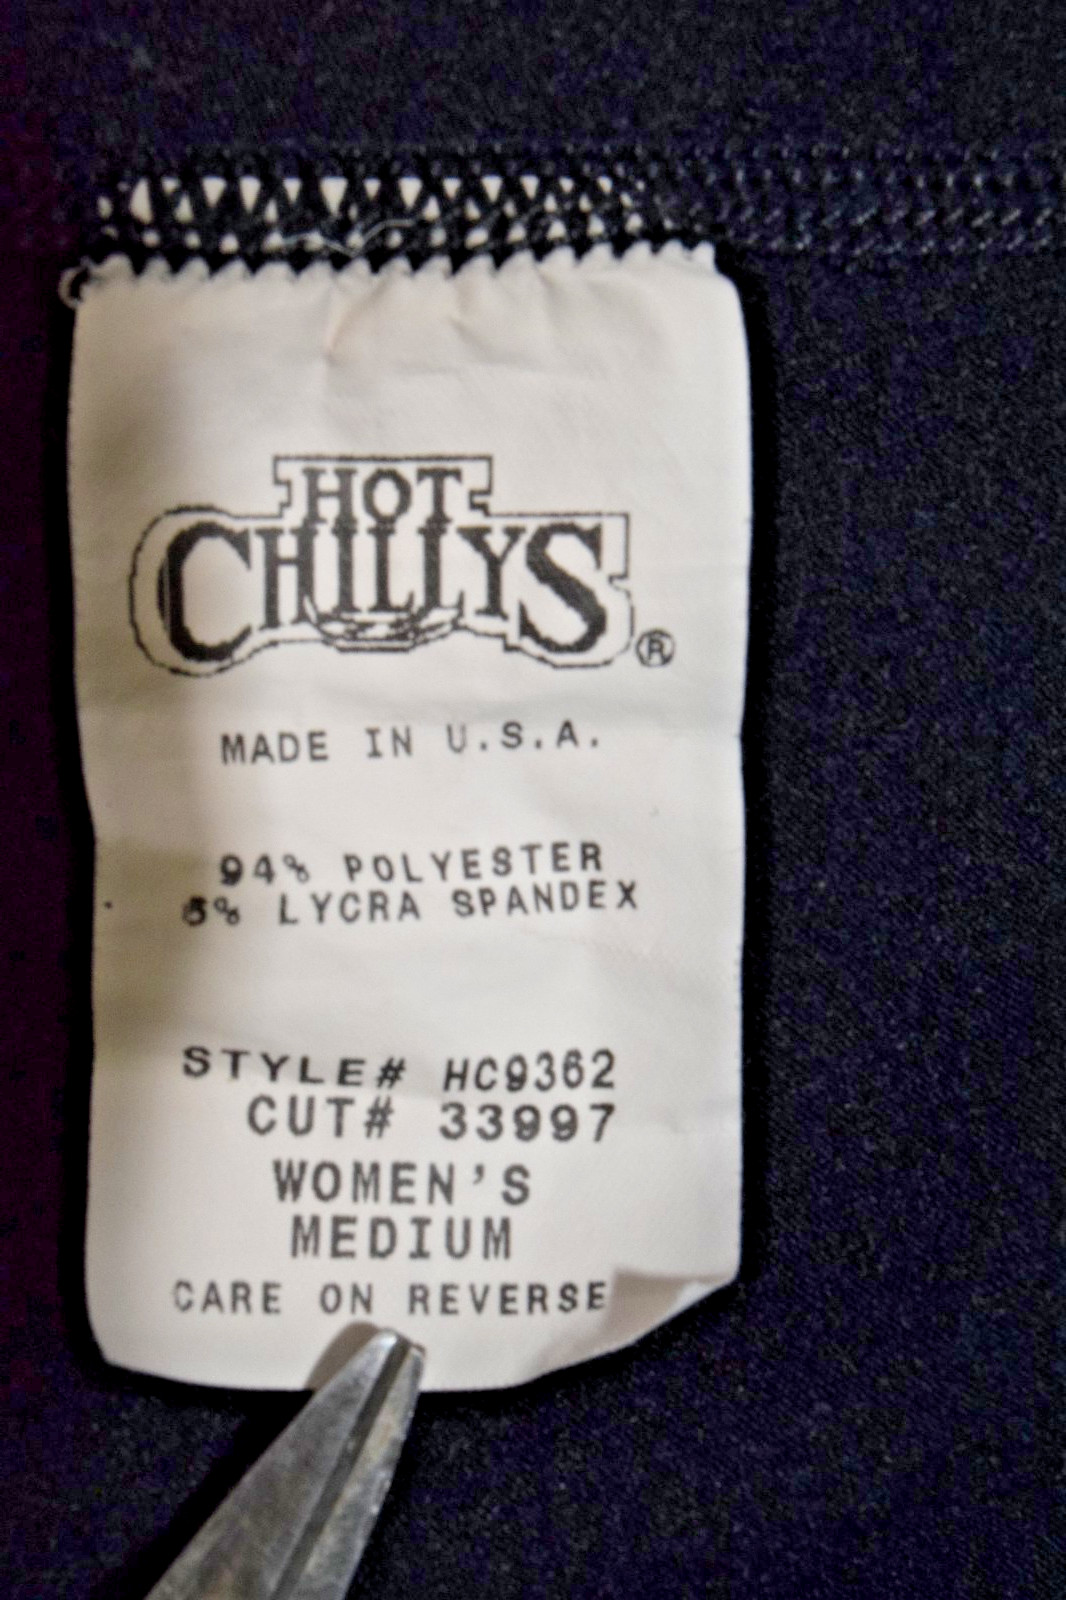 HOT
CHILLYS®
MADE IN U.S.A.
94% POLYESTER
6% LYCRA SPANDEX
STYLE# HC9362
CUT# 33997
WOMEN'S
MEDIUM
CARE ON REVERSE